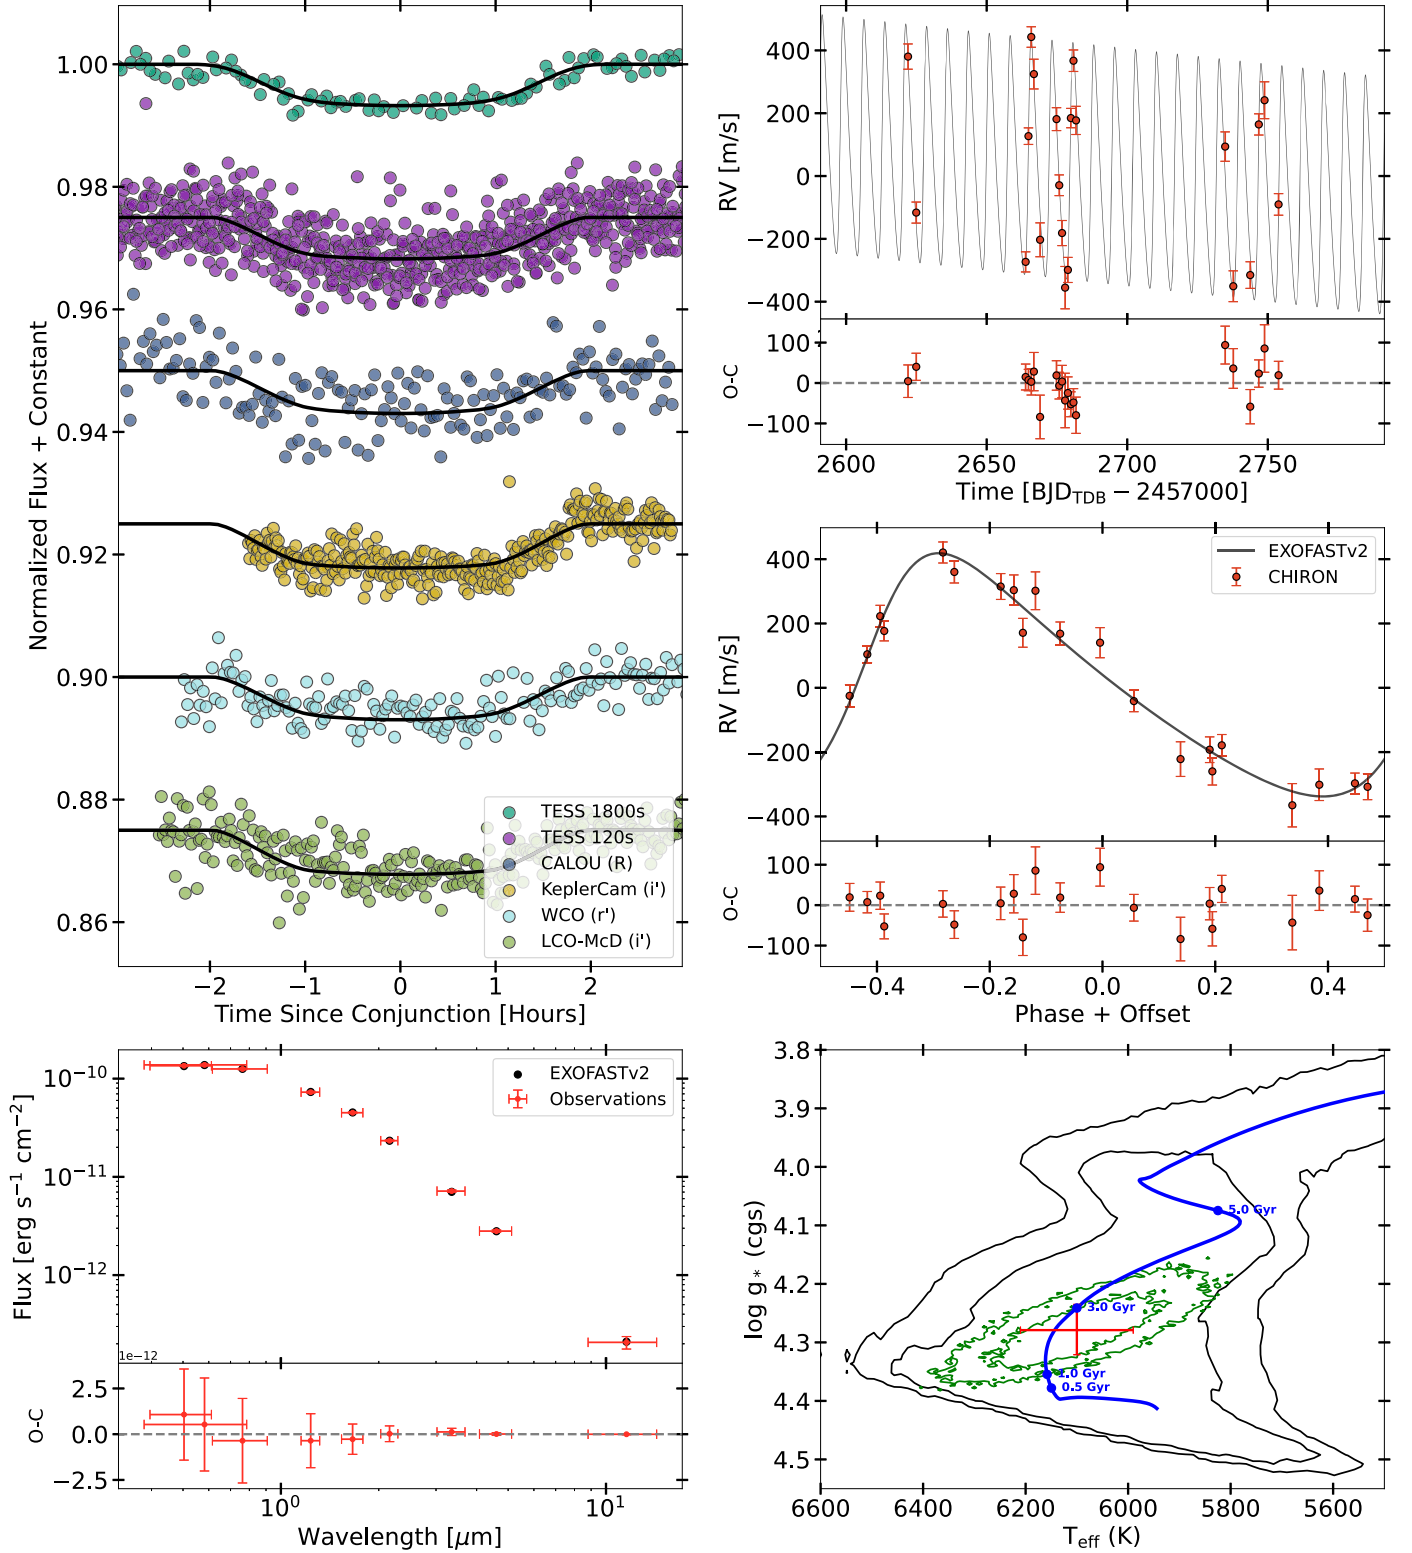 1.00
0.98
0.96
0.94
0.92
0.90
0.88
0.86
Normalized Flux + Constant
TESS 1800s
TESS 120s
CALOU (R)
KeplerCam (i')
WCO (r')
LCO-McD (i')
−2 −1 0 1 2
Time Since Conjunction [Hours]
400
200
0
−200
−400
RV [m/s]
100
0
−100
O-C
2600 2650 2700 2750
Time [BJD_TDB − 2457000]
EXOFASTv2
CHIRON
400
200
0
−200
−400
RV [m/s]
100
0
−100
O-C
−0.4 −0.2 0.0 0.2 0.4
Phase + Offset
EXOFASTv2
Observations
10⁻¹⁰
10⁻¹¹
10⁻¹²
Flux [erg s⁻¹ cm⁻²]
1e−12
2.5
0.0
−2.5
O-C
10⁰ 10¹
Wavelength [μm]
3.8
3.9
4.0
4.1
4.2
4.3
4.4
4.5
log g⁎ (cgs)
5.0 Gyr
3.0 Gyr
1.0 Gyr
0.5 Gyr
6600 6400 6200 6000 5800 5600
T_eff (K)